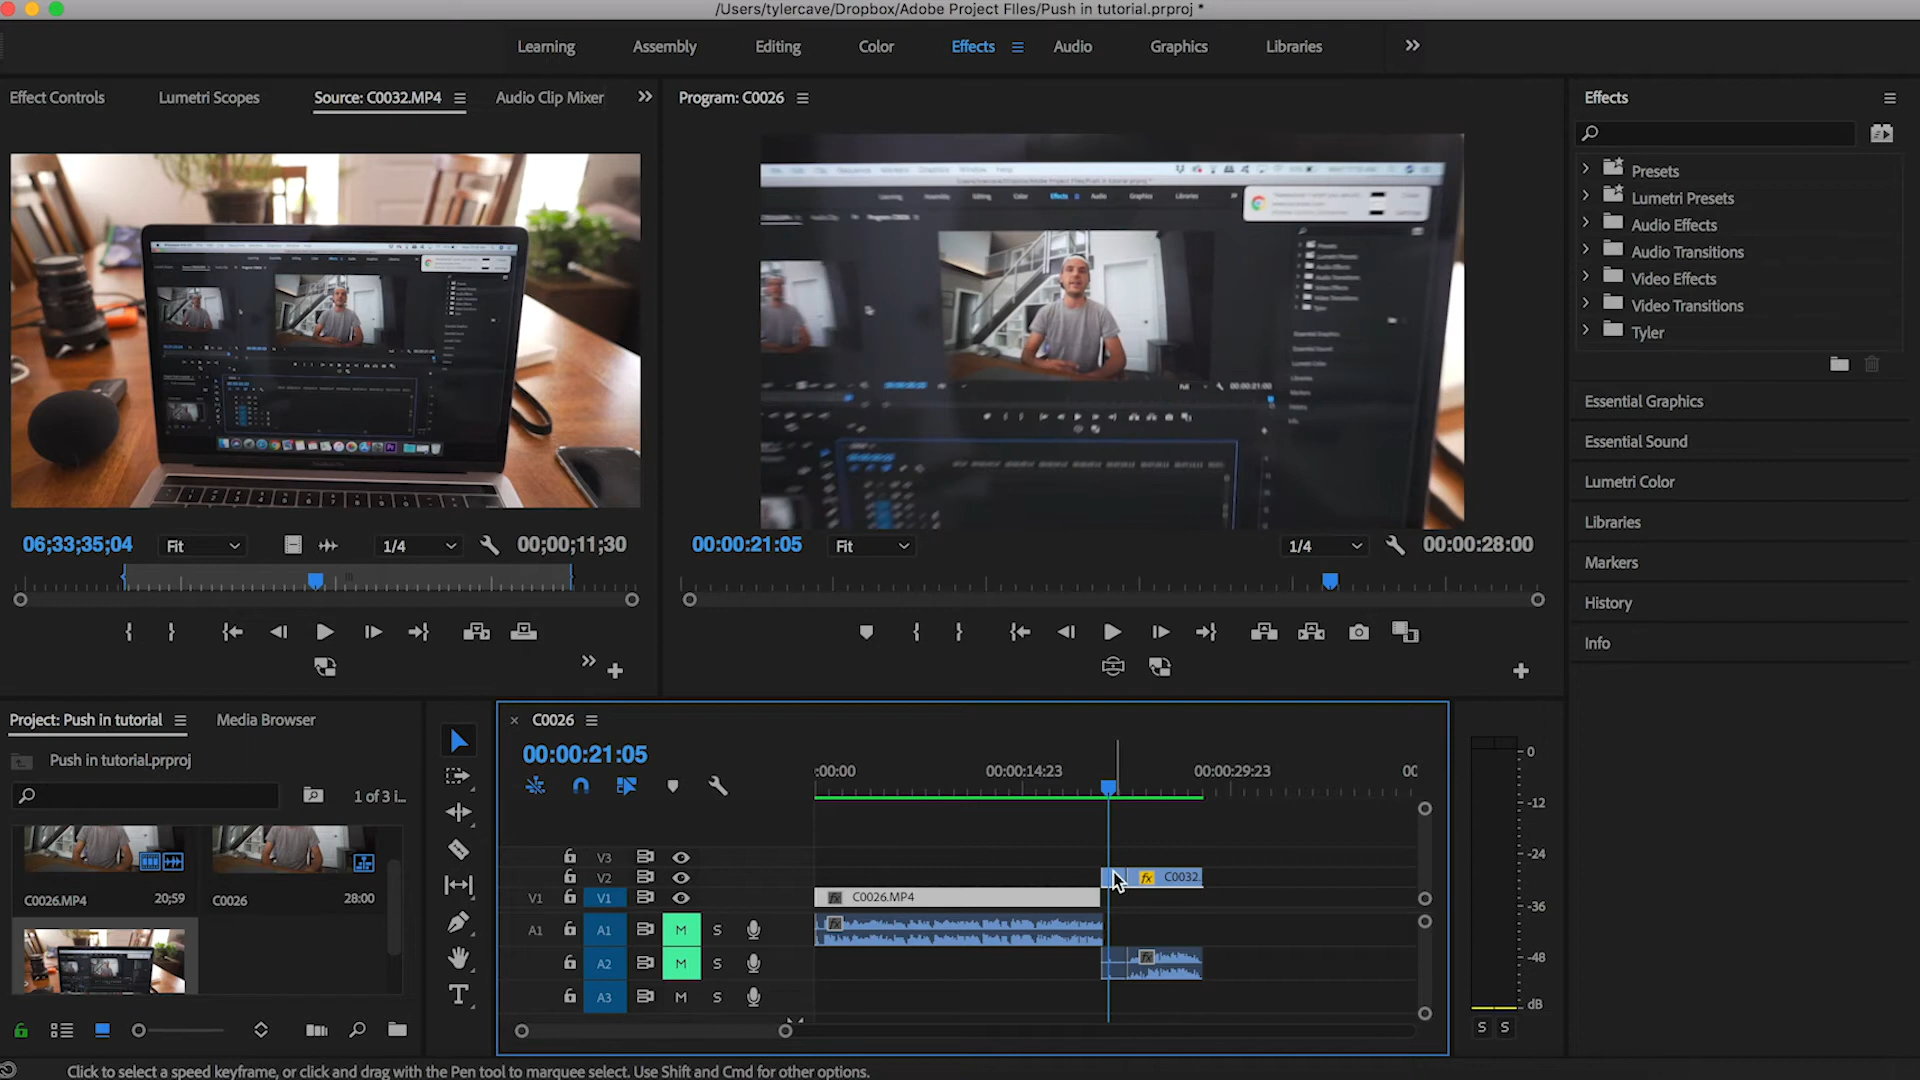 /Users/tylercave/Dropbox/Adobe Project FIles/Push in tutorial.prproj *
Learning
Assembly
Editing
Color
Effects
Audio
Graphics
Libraries
Effect Controls
Lumetri Scopes
Source: C0032.MP4
Audio Clip Mixer
Program: C0026
Effects
Presets
Lumetri Presets
Audio Effects
Audio Transitions
Video Effects
Video Transitions
Tyler
Essential Graphics
Essential Sound
Lumetri Color
Libraries
Markers
History
Info
06;33;35;04
Fit
1/4
00;00;11;30
00:00:21:05
Fit
1/4
00:00:28:00
Project: Push in tutorial
Media Browser
Push in tutorial.prproj
1 of 3 i...
C0026.MP4
20;59
C0026
28:00
C0026
00:00:21:05
:00:00
00:00:14:23
00:00:29:23
00
V3
V2
V1
V1
A1
A1
M
S
A2
M
S
A3
M
S
C0032.
C0026.MP4
fx
0
-12
-24
-36
-48
dB
S
S
Click to select a speed keyframe, or click and drag with the Pen tool to marquee select. Use Shift and Cmd for other options.